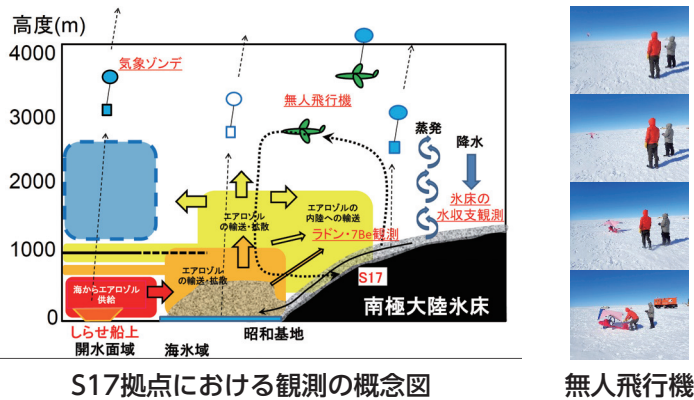 高度(m)
4000
3000
2000
1000
0
気象ゾンデ
無人飛行機
蒸発
降水
氷床の
水収支観測
エアロゾル
の輸送・拡散
エアロゾルの
内陸への輸送
ラドン・7Be観測
エアロゾル
の輸送・拡散
海からエアロゾル
供給
S17
南極大陸氷床
しらせ船上
開水面域
海氷域
昭和基地
S17拠点における観測の概念図
無人飛行機